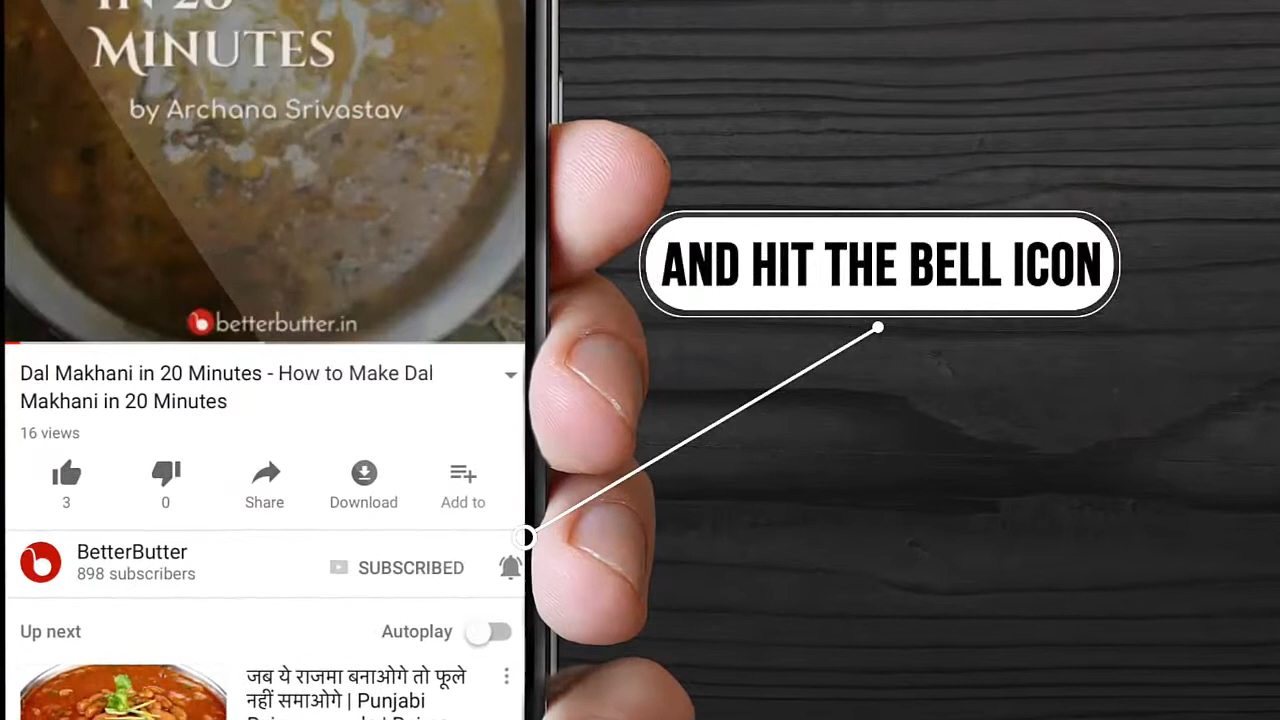 IN 20
MINUTES
by Archana Srivastav
betterbutter.in
AND HIT THE BELL ICON
Dal Makhani in 20 Minutes - How to Make Dal
Makhani in 20 Minutes
16 views
3
0
Share
Download
Add to
BetterButter
898 subscribers
SUBSCRIBED
Up next
Autoplay
जब ये राजमा बनाओगे तो फूले
नहीं समाओगे | Punjabi